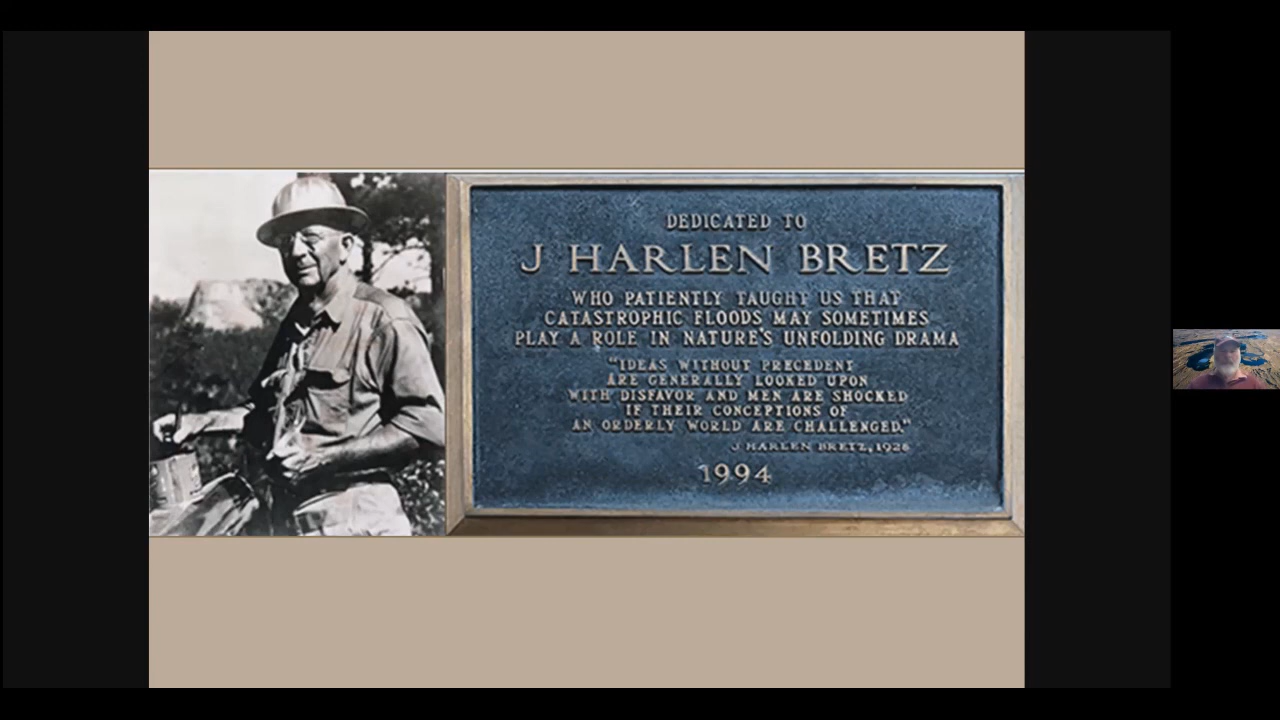 DEDICATED TO
J HARLEN BRETZ
WHO PATIENTLY TAUGHT US THAT
CATASTROPHIC FLOODS MAY SOMETIMES
PLAY A ROLE IN NATURE'S UNFOLDING DRAMA
"IDEAS WITHOUT PRECEDENT
ARE GENERALLY LOOKED UPON
WITH DISFAVOR AND MEN ARE SHOCKED
IF THEIR CONCEPTIONS OF
AN ORDERLY WORLD ARE CHALLENGED."
J HARLEN BRETZ, 1928
1994